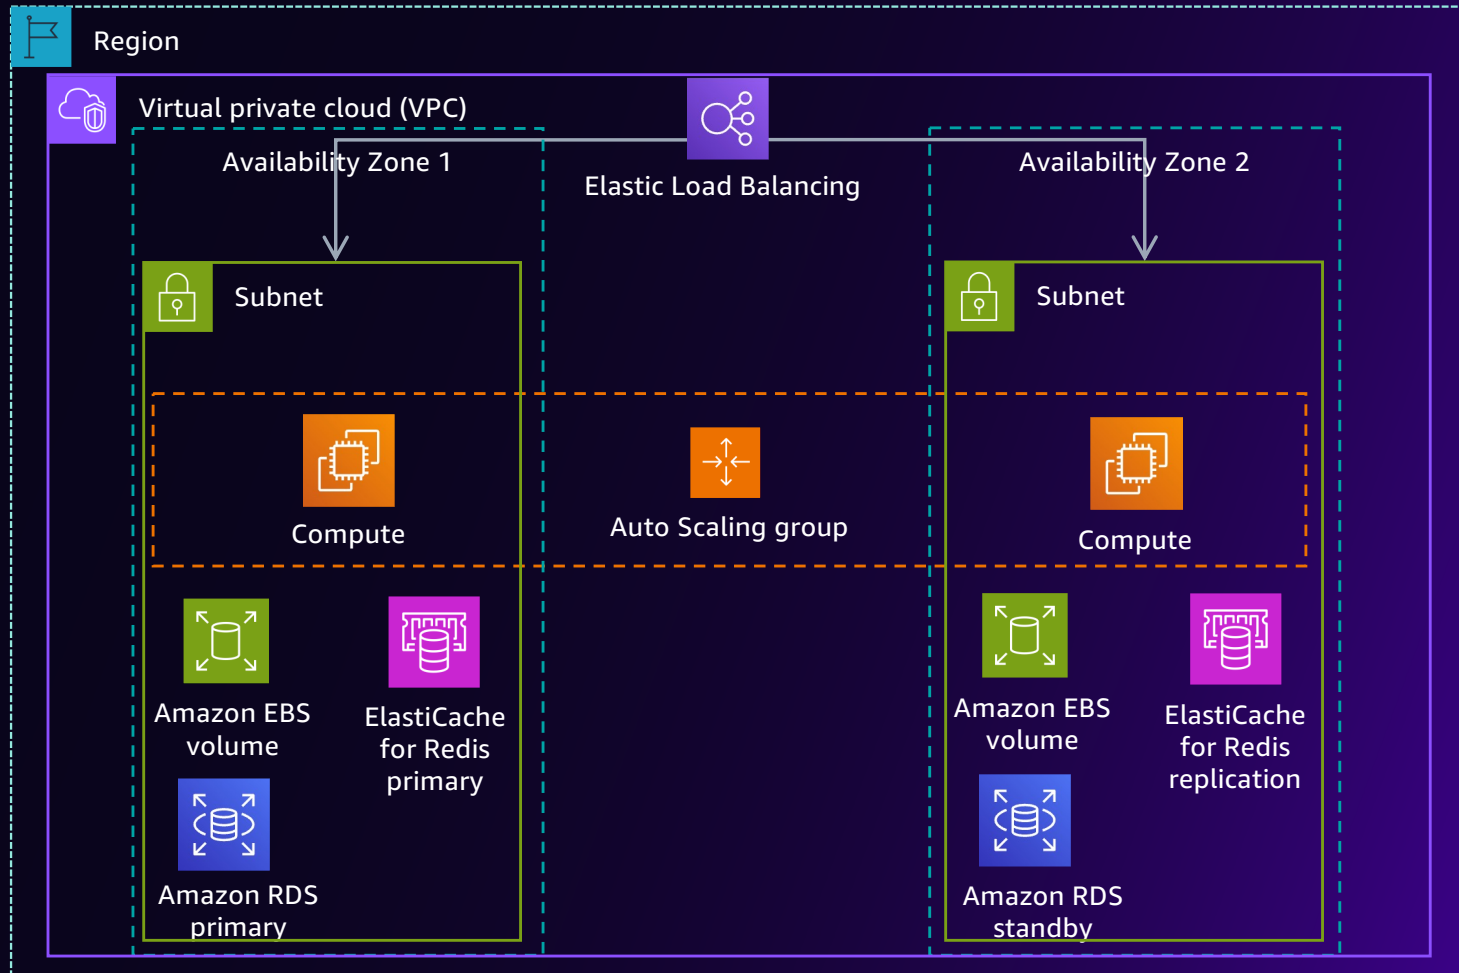 Region
Virtual private cloud (VPC)
Availability Zone 1
Elastic Load Balancing
Availability Zone 2
Subnet
Subnet
Compute
Auto Scaling group
Compute
Amazon EBS
volume
ElastiCache
for Redis
primary
Amazon EBS
volume
ElastiCache
for Redis
replication
Amazon RDS
primary
Amazon RDS
standby